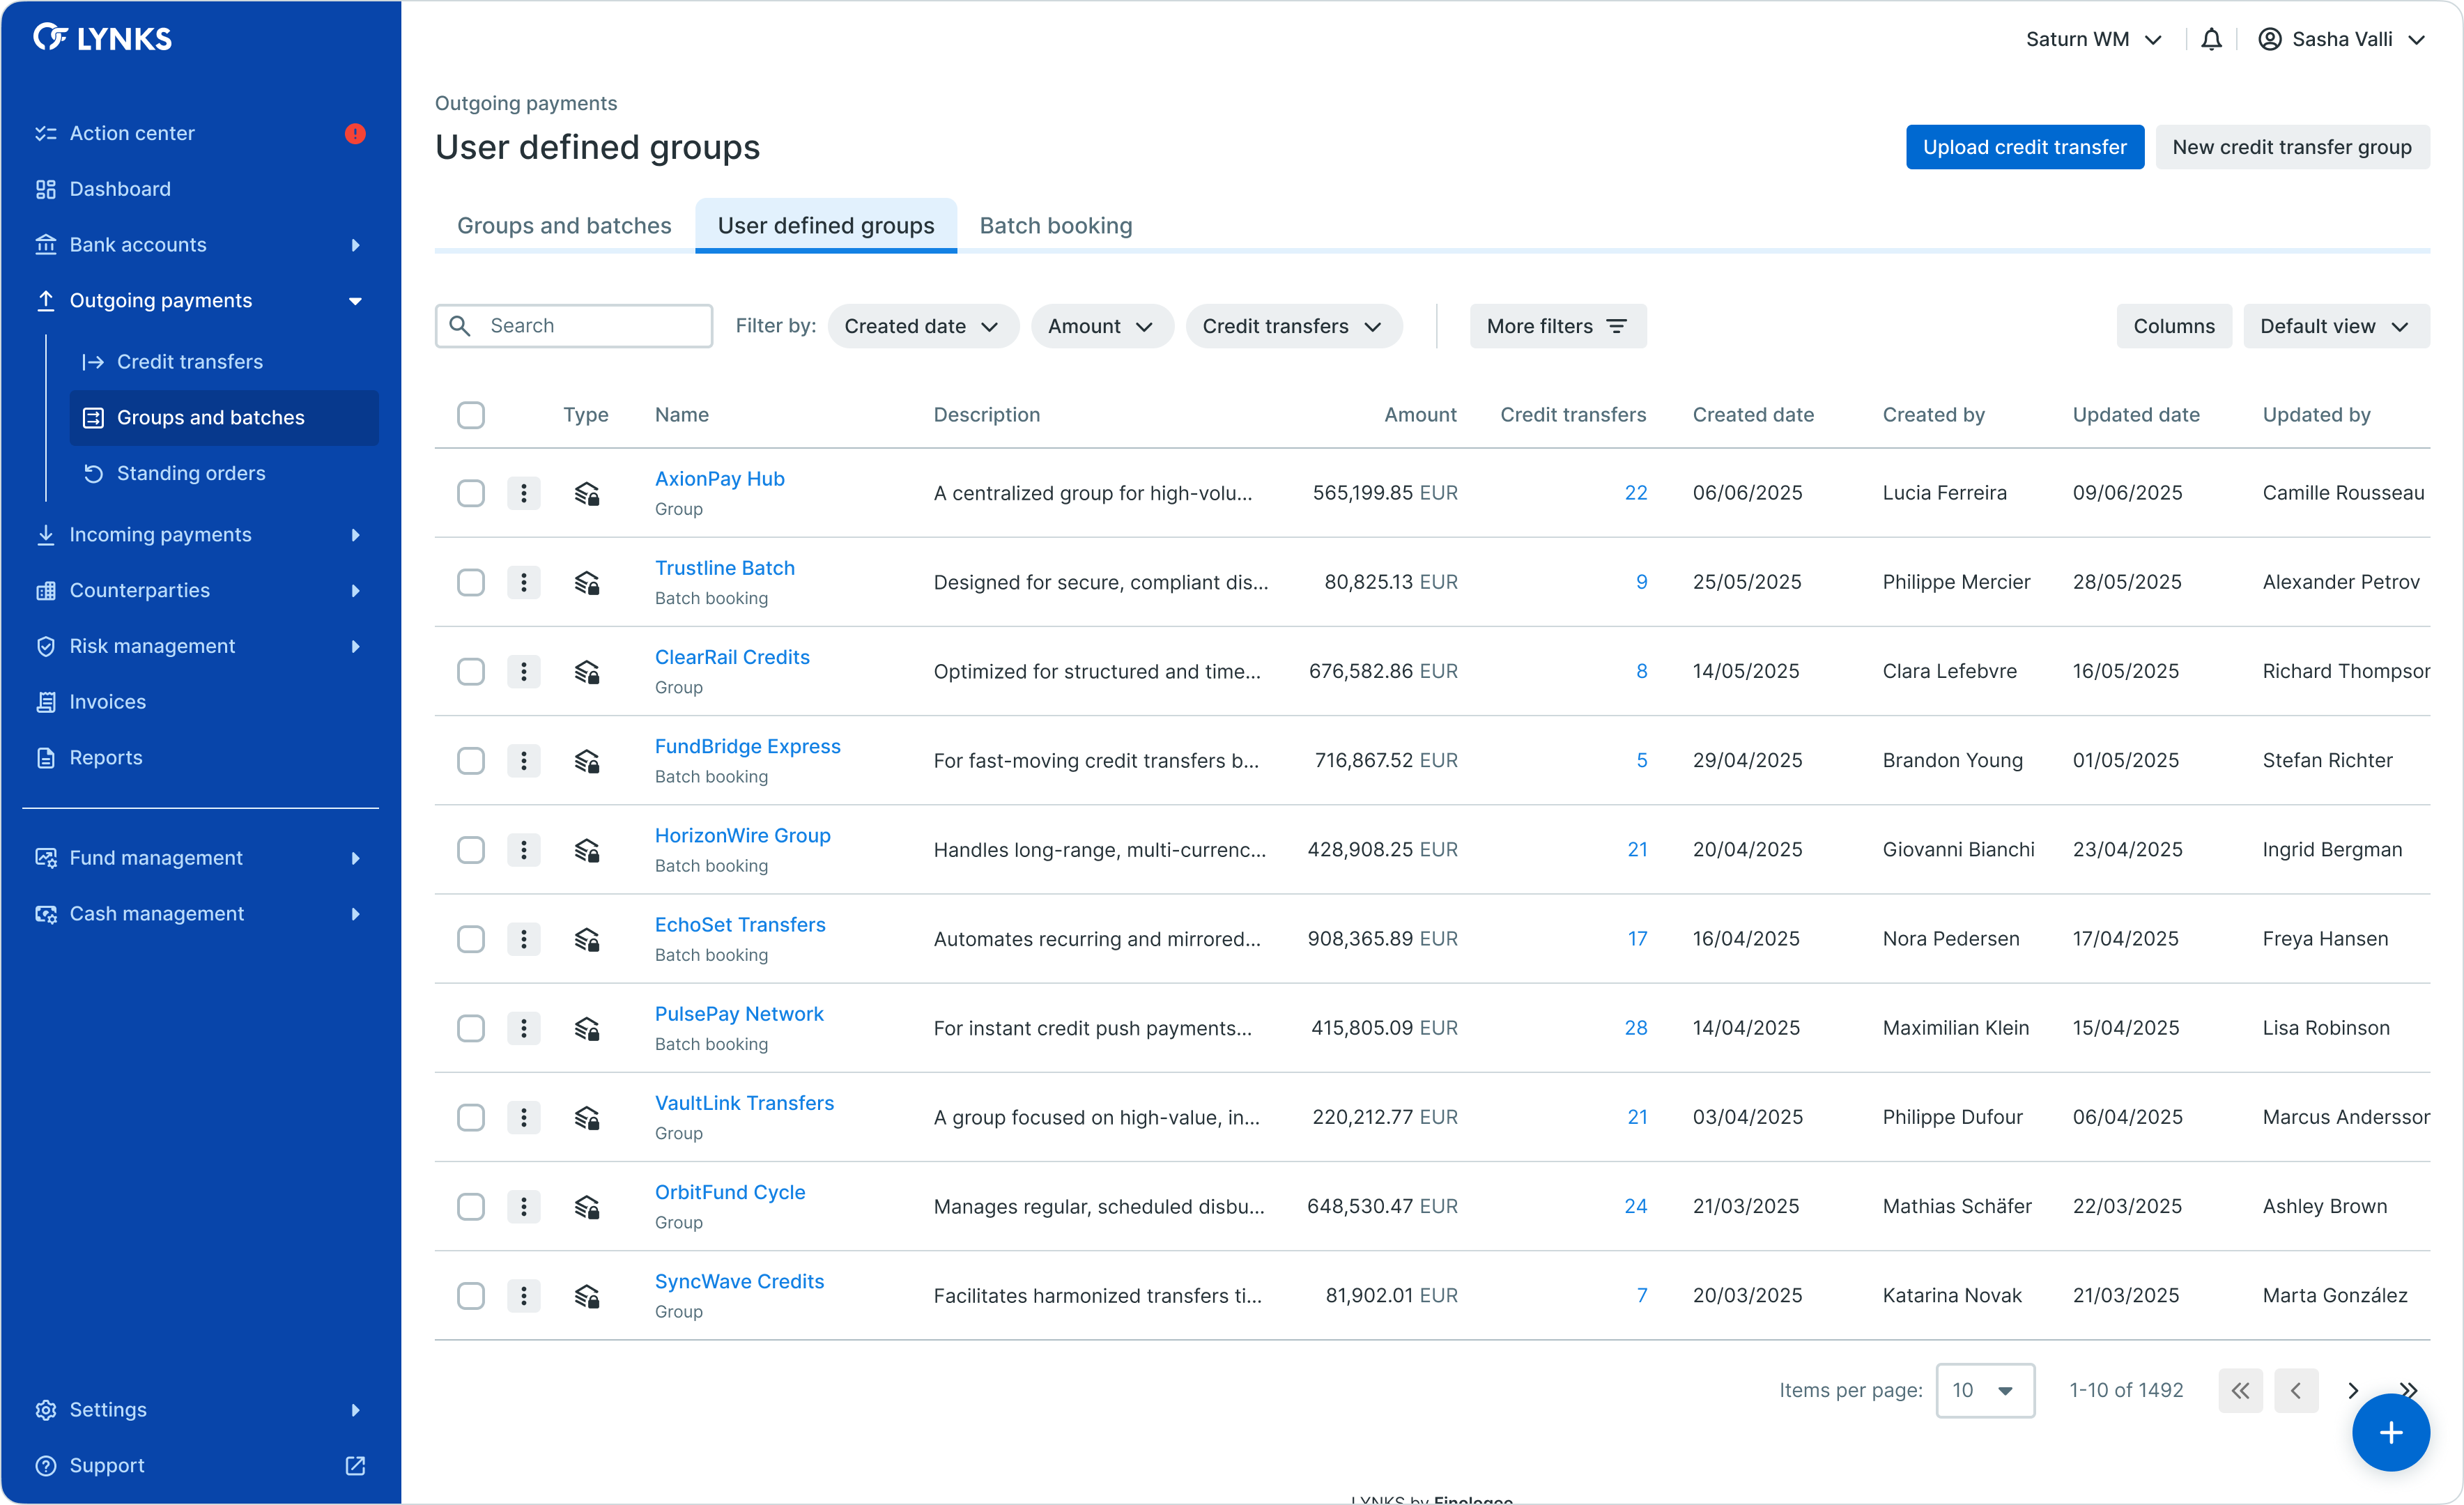 LYNKS
Saturn WM
Sasha Valli
Action center
Dashboard
Bank accounts
Outgoing payments
Credit transfers
Groups and batches
Standing orders
Incoming payments
Counterparties
Risk management
Invoices
Reports
Fund management
Cash management
Settings
Support
Outgoing payments
User defined groups
Upload credit transfer
New credit transfer group
Groups and batches
User defined groups
Batch booking
Search
Filter by:
Created date
Amount
Credit transfers
More filters
Columns
Default view
Type Name Description Amount Credit transfers Created date Created by Updated date Updated by
AxionPay Hub
Group
A centralized group for high-volu... 565,199.85 EUR 22 06/06/2025 Lucia Ferreira 09/06/2025 Camille Rousseau
Trustline Batch
Batch booking
Designed for secure, compliant dis... 80,825.13 EUR 9 25/05/2025 Philippe Mercier 28/05/2025 Alexander Petrov
ClearRail Credits
Group
Optimized for structured and time... 676,582.86 EUR 8 14/05/2025 Clara Lefebvre 16/05/2025 Richard
FundBridge Express
Batch booking
For fast-moving credit transfers b... 716,867.52 EUR 5 29/04/2025 Brandon Young 01/05/2025 Stefan Richter
HorizonWire Group
Batch booking
Handles long-range, multi-currenc... 428,908.25 EUR 21 20/04/2025 Giovanni Bianchi 23/04/2025 Ingrid Bergman
EchoSet Transfers
Batch booking
Automates recurring and mirrored... 908,365.89 EUR 17 16/04/2025 Nora Pedersen 17/04/2025 Freya Hansen
PulsePay Network
Batch booking
For instant credit push payments... 415,805.09 EUR 28 14/04/2025 Maximilian Klein 15/04/2025 Lisa Robinson
VaultLink Transfers
Group
A group focused on high-value, in... 220,212.77 EUR 21 03/04/2025 Philippe Dufour 06/04/2025 Marcus
OrbitFund Cycle
Group
Manages regular, scheduled disbu... 648,530.47 EUR 24 21/03/2025 Mathias Schäfer 22/03/2025 Ashley Brown
SyncWave Credits
Group
Facilitates harmonized transfers ti... 81,902.01 EUR 7 20/03/2025 Katarina Novak 21/03/2025 Marta González
Items per page: 10 1-10 of 1492
LYNKS by Finologee